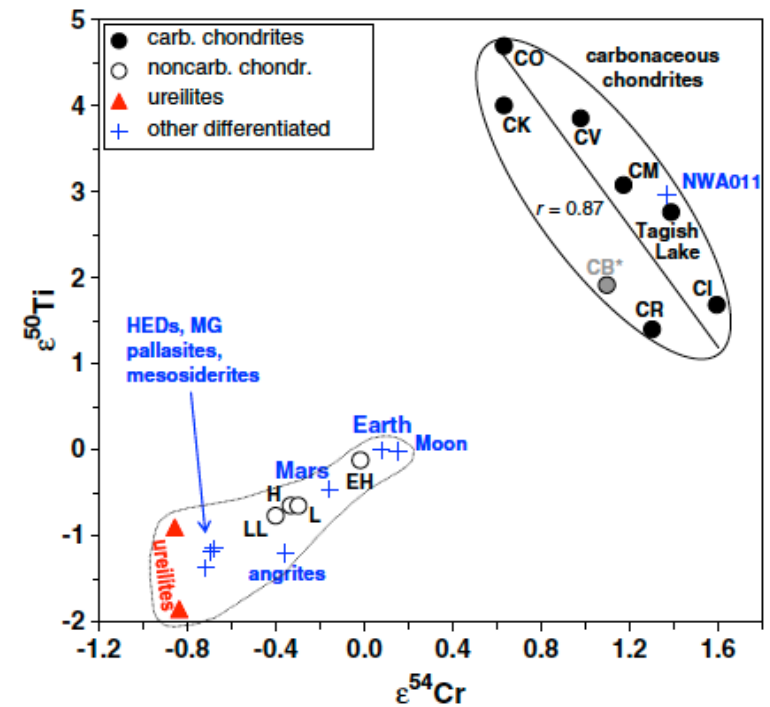 carb. chondrites
noncarb. chondr.
ureilites
other differentiated
carbonaceous
chondrites
CO
CK
CV
CM
NWA011
r = 0.87
Tagish
Lake
CB*
CI
CR
HEDs, MG
pallasites,
mesosiderites
Earth
Moon
Mars
EH
H
L
LL
angrites
ureilites
5
4
3
2
1
0
-1
-2
-1.2
-0.8
-0.4
0.0
0.4
0.8
1.2
1.6
ε50Ti
ε54Cr